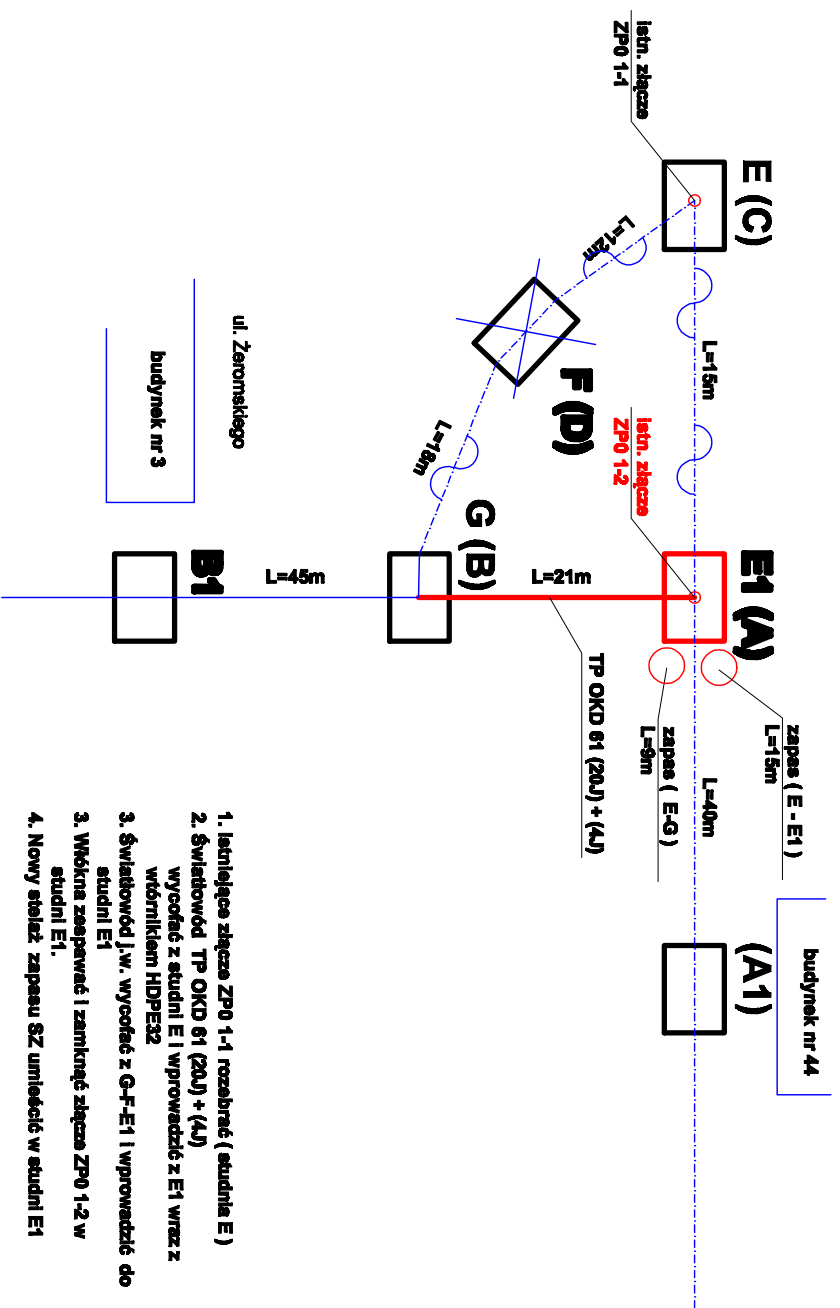 budynek nr 44
zapas ( E - E1 )
L=15m
zapas ( E-G )
L=9m
E (C)
E1 (A)
(A1)
L=15m
L=40m
istn. złącze
ZP0 1-1
istn. złącze
ZP0 1-2
L=12m
F (D)
L=21m
TP OKD 61 (20J) + (4J)
L=18m
G (B)
L=45m
B1
ul. Żeromskiego
budynek nr 3
1. Istniejące złącze ZP0 1-1 rozebrać ( studnia E )
2. Światłowód TP OKD 61 (20J) + (4J)
wycofać z studni E i wprowadzić z E1 wraz z
wtórnikiem HDPE32
3. Światłowód j.w. wycofać z G-F-E1 i wprowadzić do
studni E1
3. Włókna zespawać i zamknąć złącze ZP0 1-2 w
studni E1.
4. Nowy stelaż zapasu SZ umieścić w studni E1